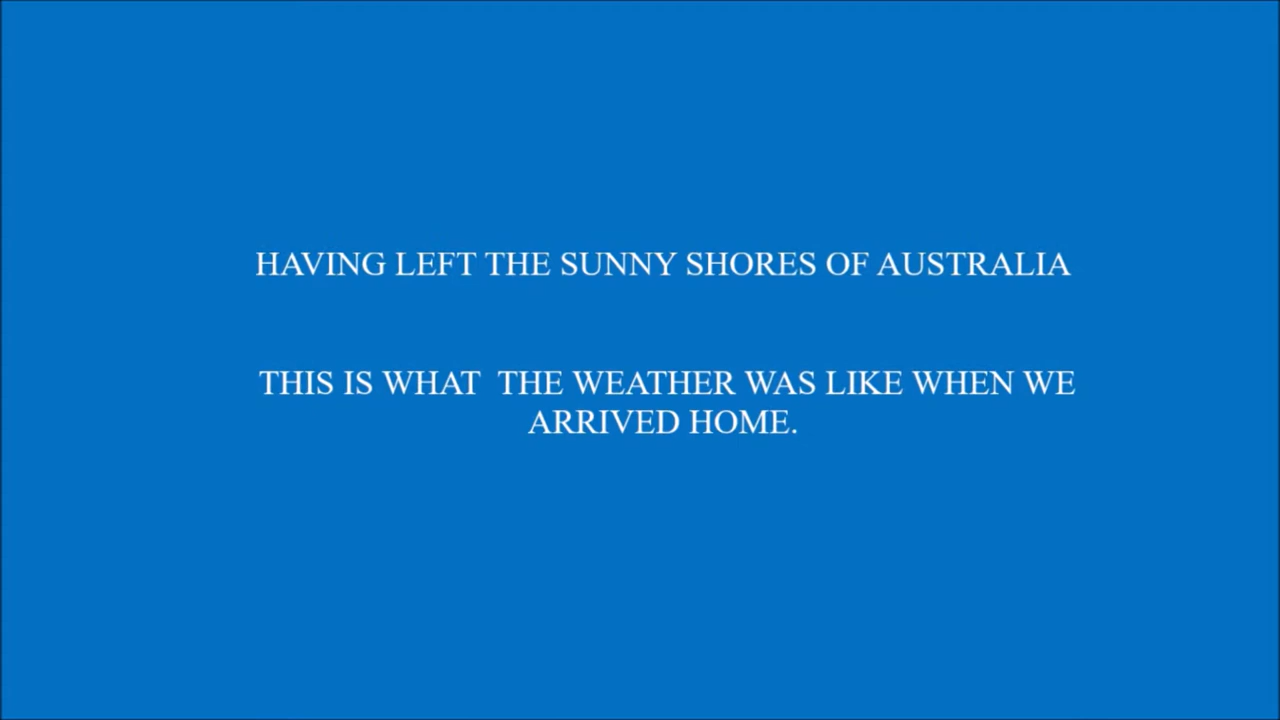 HAVING LEFT THE SUNNY SHORES OF AUSTRALIA
THIS IS WHAT  THE WEATHER WAS LIKE WHEN WE
ARRIVED HOME.